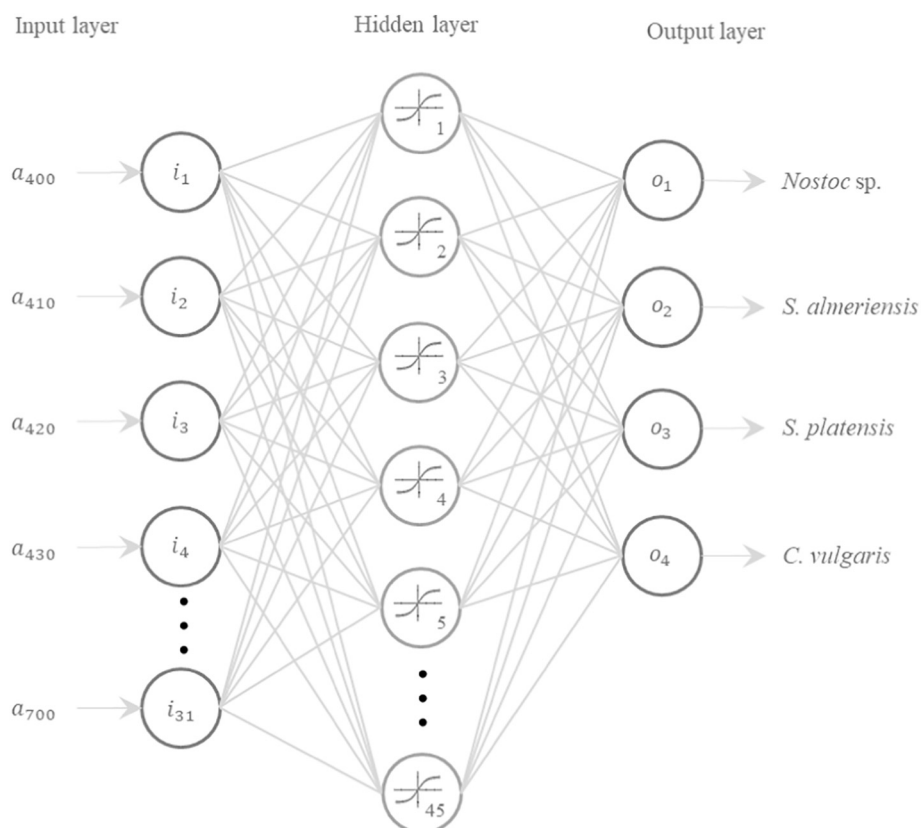 Input layer
Hidden layer
Output layer
a400
i1
1
o1
Nostoc sp.
a410
i2
2
o2
S. almeriensis
a420
i3
3
o3
S. platensis
a430
i4
4
o4
C. vulgaris
5
a700
i31
45